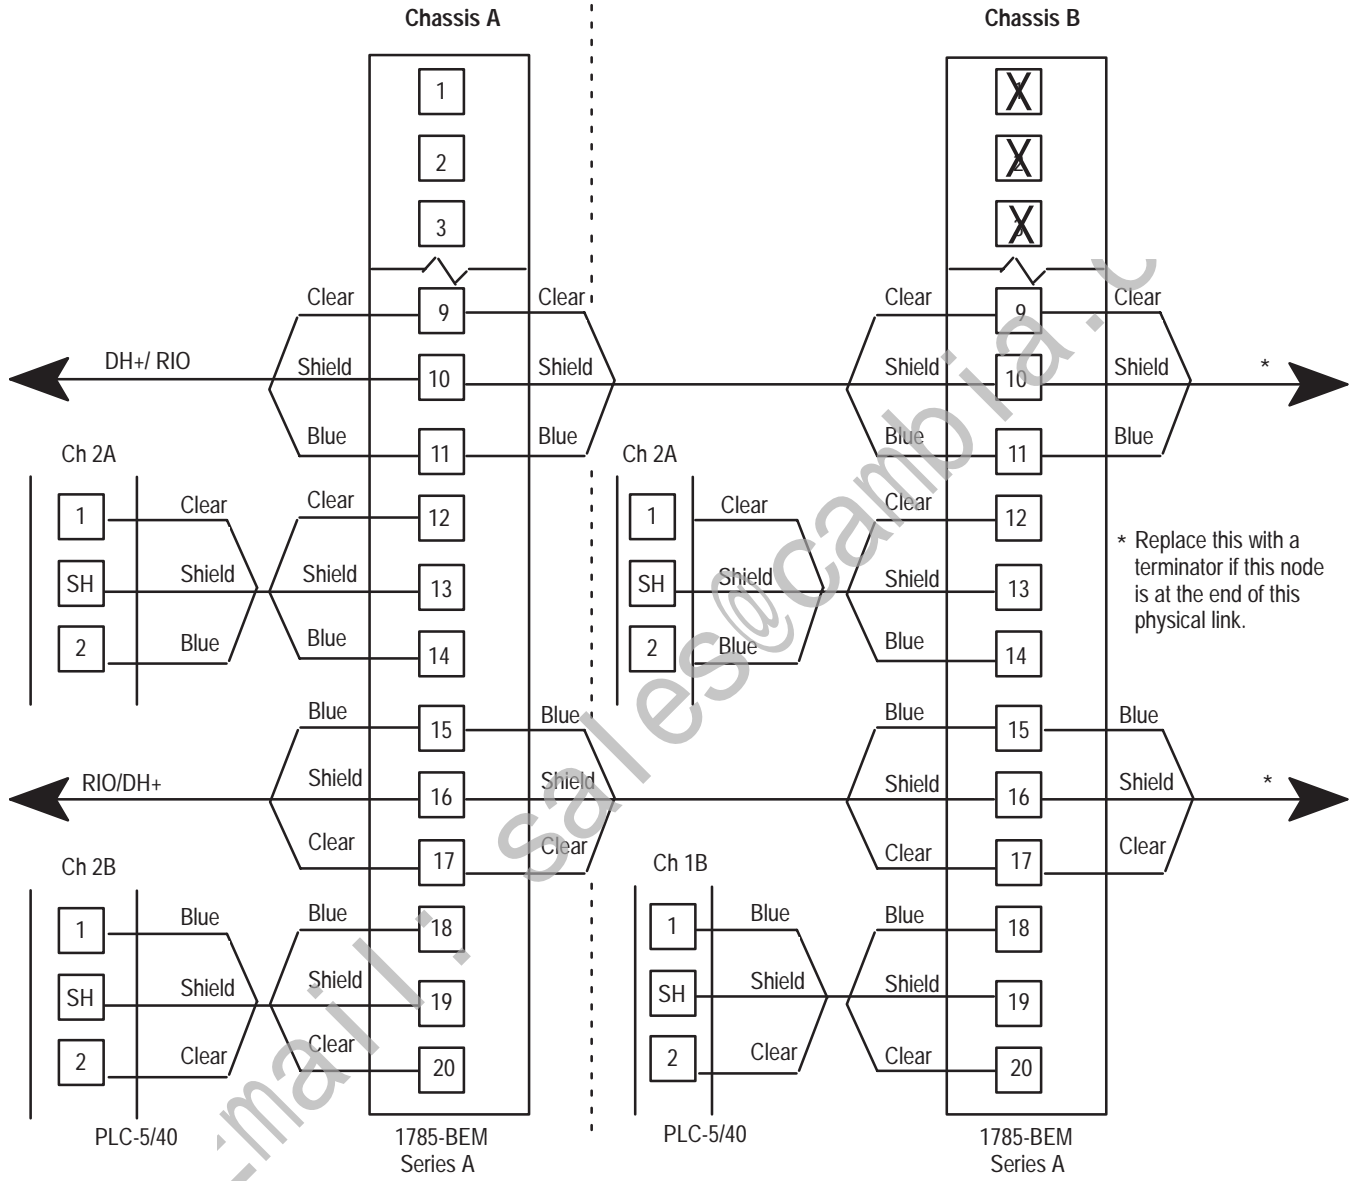 Chassis A
Chassis B
1
2
3
X
X
X
Clear
9
Clear
Clear
9
Clear
DH+/ RIO
Shield
10
Shield
Shield
10
Shield
*
Blue
11
Blue
Blue
11
Blue
Ch 2A
Ch 2A
1
Clear
Clear
12
1
Clear
Clear
12
SH
Shield
Shield
13
SH
Shield
13
2
Blue
Blue
14
2
Blue
Blue
14
* Replace this with a
terminator if this node
is at the end of this
physical link.
Blue
15
Blue
Blue
15
Blue
RIO/DH+
Shield
16
Shield
Shield
16
Shield
*
Clear
17
Clear
Clear
17
Clear
Ch 2B
Ch 1B
1
Blue
Blue
18
1
Blue
Blue
18
SH
Shield
Shield
19
SH
Shield
Shield
19
2
Clear
Clear
20
2
Clear
Clear
20
PLC-5/40
1785-BEM
Series A
PLC-5/40
1785-BEM
Series A
email: sales@cambia.c